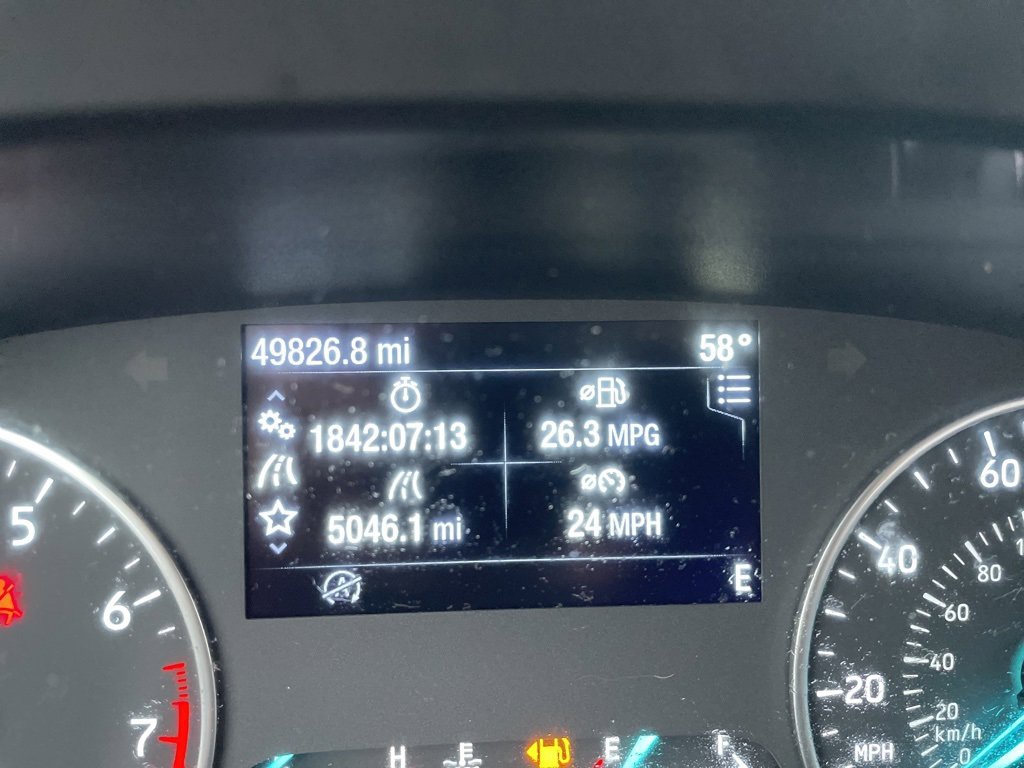 49826.8 mi 58°
1842:07:13 26.3 MPG
5046.1 mi 24 MPH
A E
5 6 7
H E F
60 40 20 MPH
80 60 40 20 km/h 0